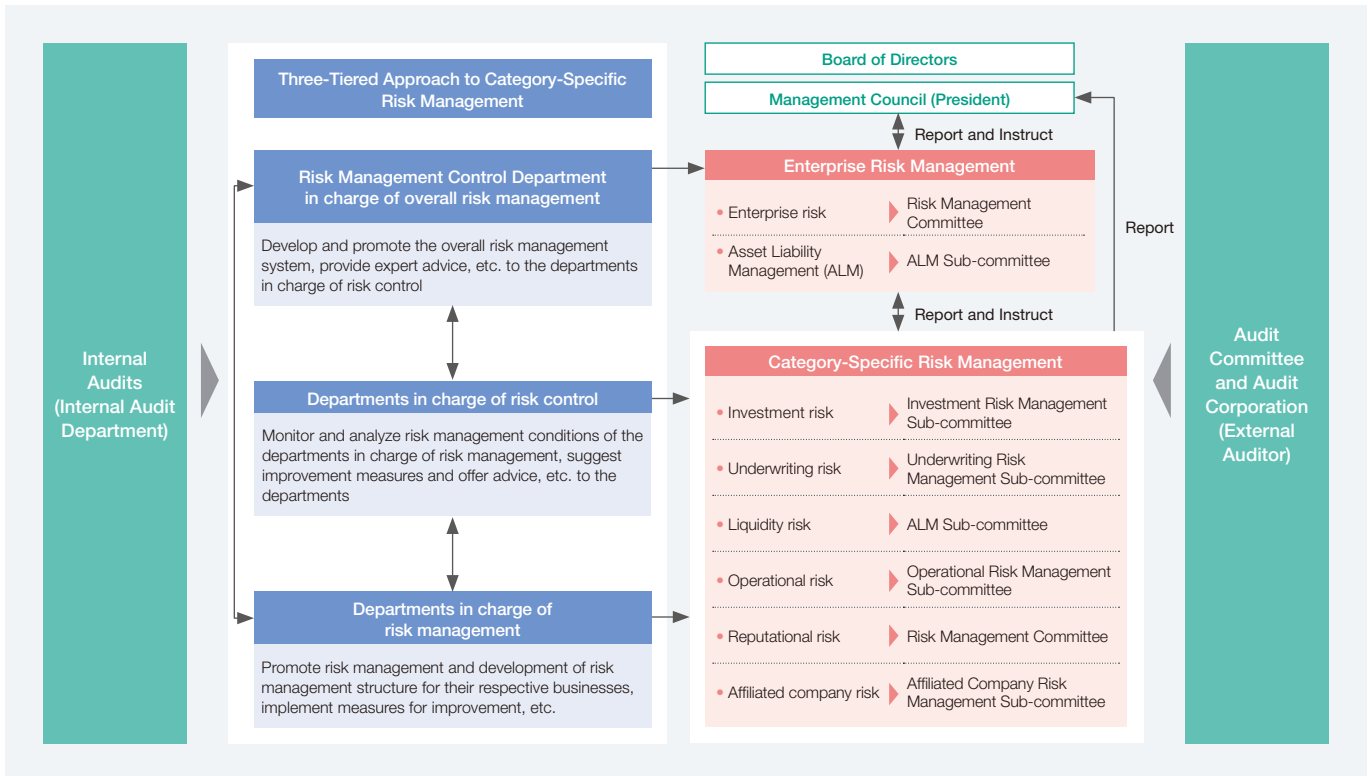 Internal
Audits
(Internal Audit
Department)
Three-Tiered Approach to Category-Specific
Risk Management
Risk Management Control Department
in charge of overall risk management
Develop and promote the overall risk management
system, provide expert advice, etc. to the departments
in charge of risk control
Departments in charge of risk control
Monitor and analyze risk management conditions of the
departments in charge of risk management, suggest
improvement measures and offer advice, etc. to the
departments
Departments in charge of
risk management
Promote risk management and development of risk
management structure for their respective businesses,
implement measures for improvement, etc.
Board of Directors
Management Council (President)
Report and Instruct
Enterprise Risk Management
• Enterprise risk
Risk Management
Committee
• Asset Liability
Management (ALM)
ALM Sub-committee
Report and Instruct
Report
Category-Specific Risk Management
• Investment risk
Investment Risk Management
Sub-committee
• Underwriting risk
Underwriting Risk
Management Sub-committee
• Liquidity risk
ALM Sub-committee
• Operational risk
Operational Risk Management
Sub-committee
• Reputational risk
Risk Management Committee
• Affiliated company risk
Affiliated Company Risk
Management Sub-committee
Audit
Committee
and Audit
Corporation
(External
Auditor)